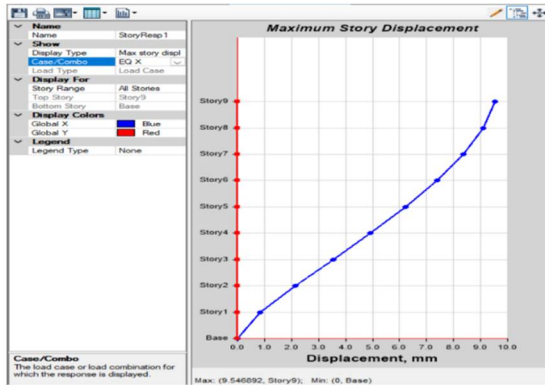 Maximum Story Displacement
Name
Name StoryResp1
Show
Display Type Max story displ
Case/Combo EQ X
Load Type Load Case
Display For
Story Range All Stories
Top Story Story9
Bottom Story Base
Display Colors
Global X Blue
Global Y Red
Legend
Legend Type None
Story9
Story8
Story7
Story6
Story5
Story4
Story3
Story2
Story1
Base
0.0 1.0 2.0 3.0 4.0 5.0 6.0 7.0 8.0 9.0 10.0
Displacement, mm
Case/Combo
The load case or load combination for
which the response is displayed.
Max: (9.546892, Story9); Min: (0, Base)